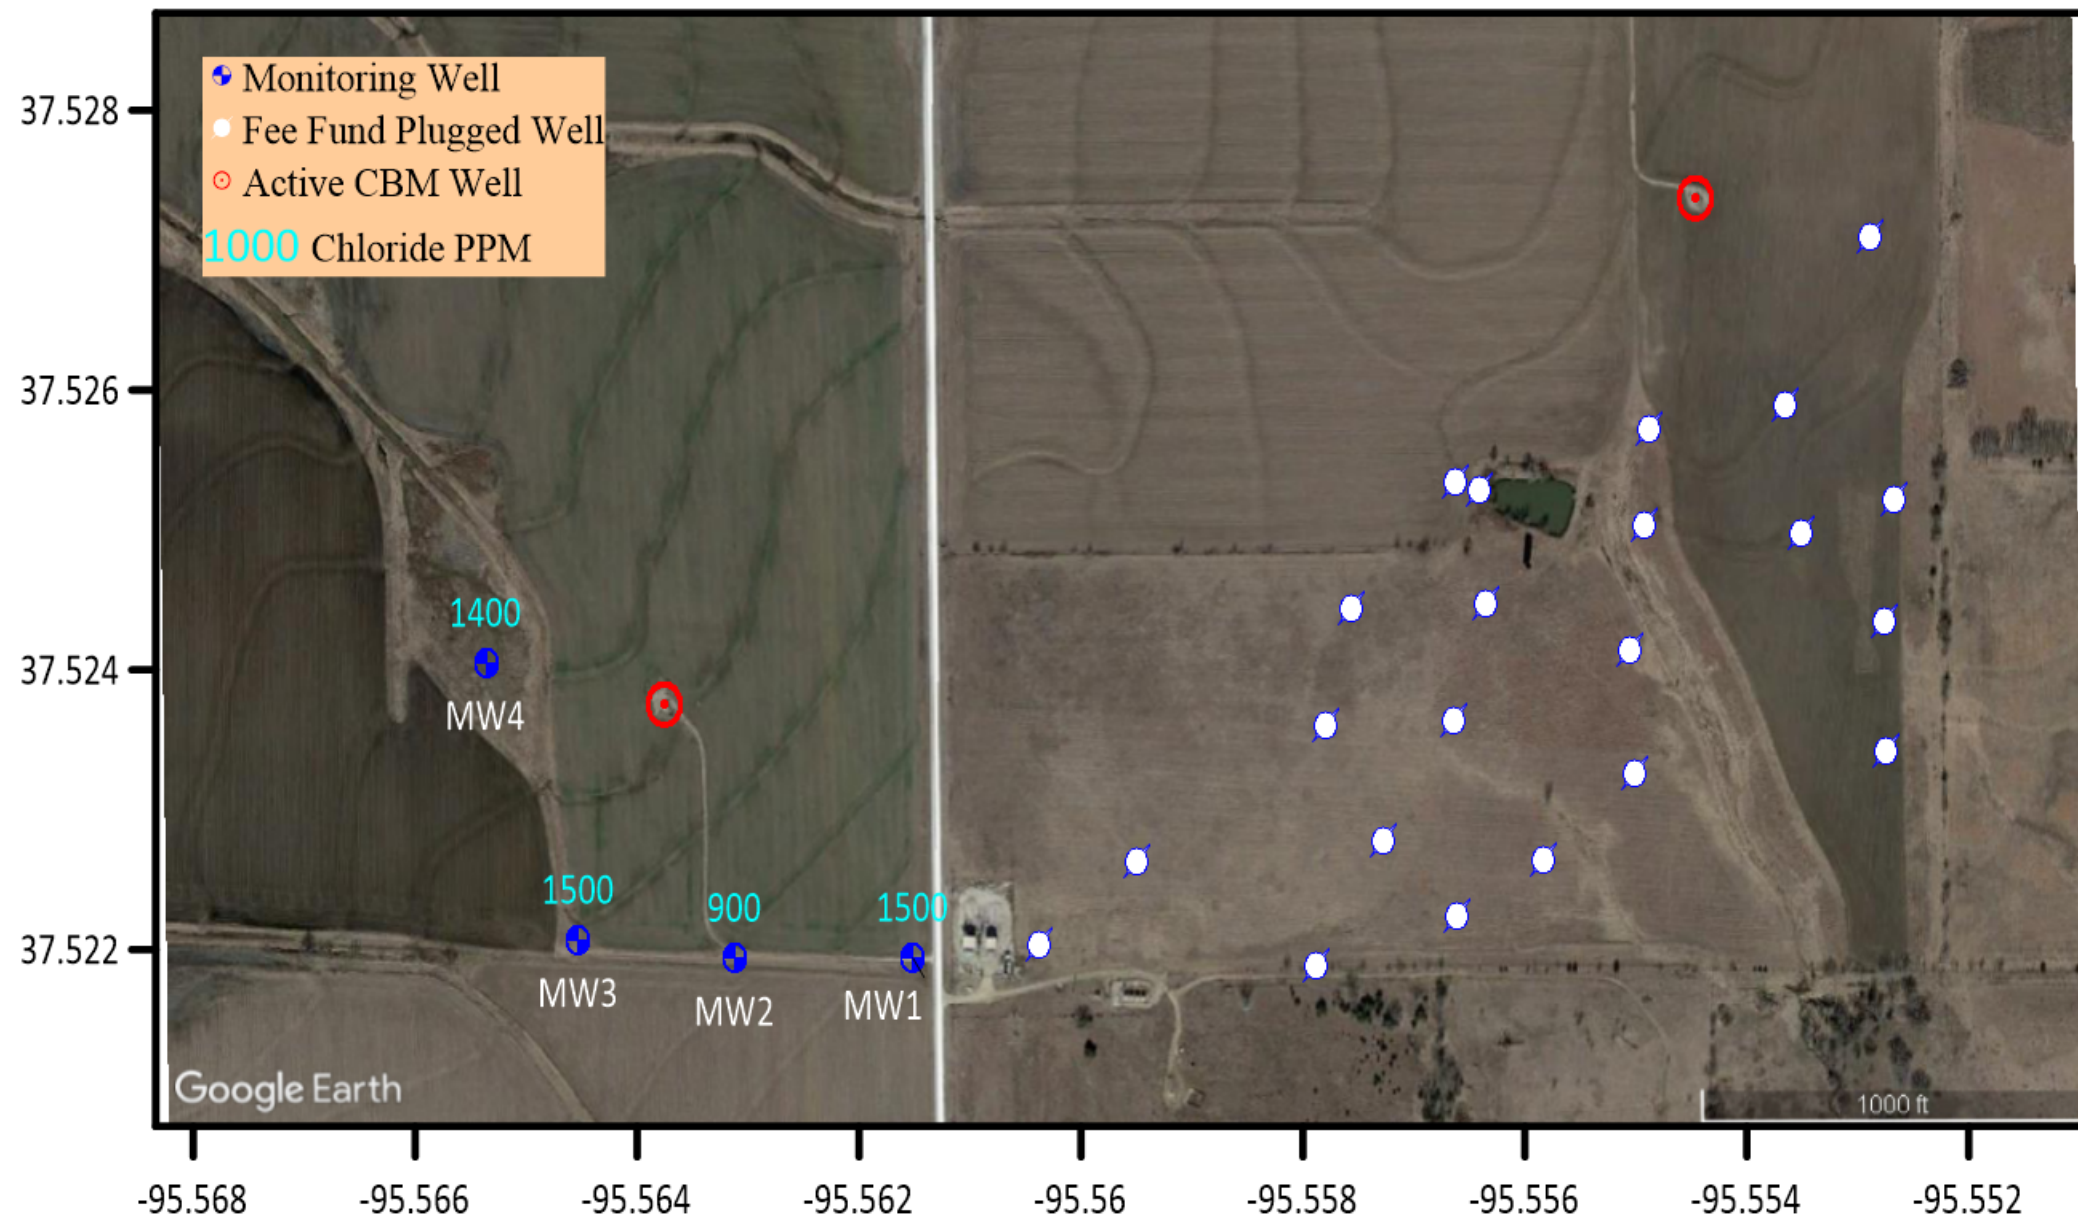 Monitoring Well
Fee Fund Plugged Well
Active CBM Well
1000 Chloride PPM
37.528
37.526
37.524
37.522
1400
MW4
1500
900
1500
MW3
MW2
MW1
Google Earth
1000 ft
-95.568
-95.566
-95.564
-95.562
-95.56
-95.558
-95.556
-95.554
-95.552